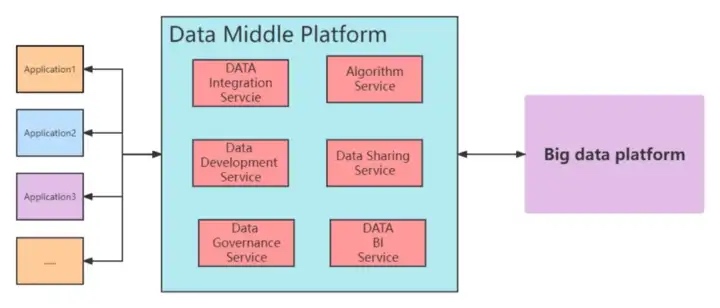 Data Middle Platform
Application1
Application2
Application3
.....
DATA
Integration
Servcie
Algorithm
Service
Data
Development
Service
Data Sharing
Service
Data
Governance
Service
DATA
BI
Service
Big data platform